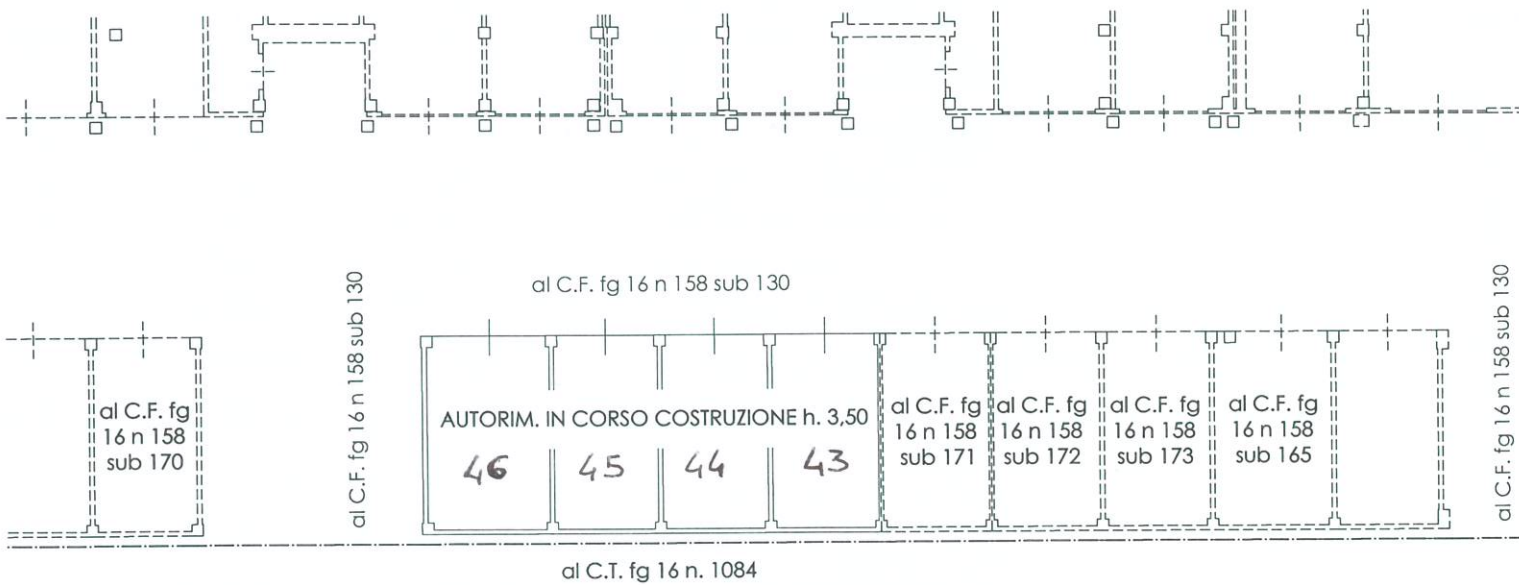 al C.F. fg 16 n 158 sub 130
al C.F. fg 16 n 158 sub 130
al C.F. fg 16 n 158 sub 130
al C.F. fg
16 n 158
sub 170
AUTORIM. IN CORSO COSTRUZIONE h. 3,50
46 45 44 43
al C.F. fg
16 n 158
sub 171
al C.F. fg
16 n 158
sub 172
al C.F. fg
16 n 158
sub 173
al C.F. fg
16 n 158
sub 165
al C.T. fg 16 n. 1084